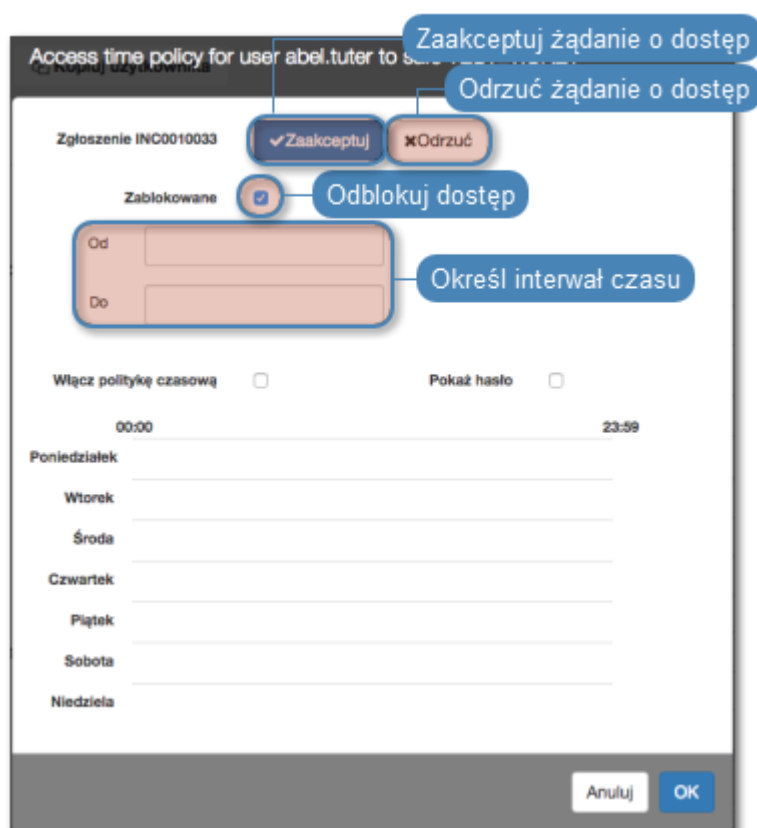 Zaakceptuj żądanie o dostęp
Access time policy for user abel.tuter to
Kopiuj użytkownika
Odrzuć żądanie o dostęp
Zgłoszenie INC0010033 Zaakceptuj Odrzuć
Zablokowane Odblokuj dostęp
Od
Określ interwał czasu
Do
Włącz politykę czasową Pokaż hasło
00:00 23:59
Poniedziałek
Wtorek
Środa
Czwartek
Piątek
Sobota
Niedziela
Anuluj OK